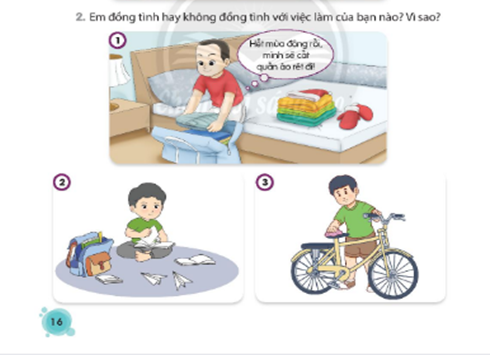 2. Em đồng tình hay không đồng tình với việc làm của bạn nào? Vì sao?
1
Hết mùa đông rồi,
mình sẽ cất
quần áo rét đi!
2
3
16